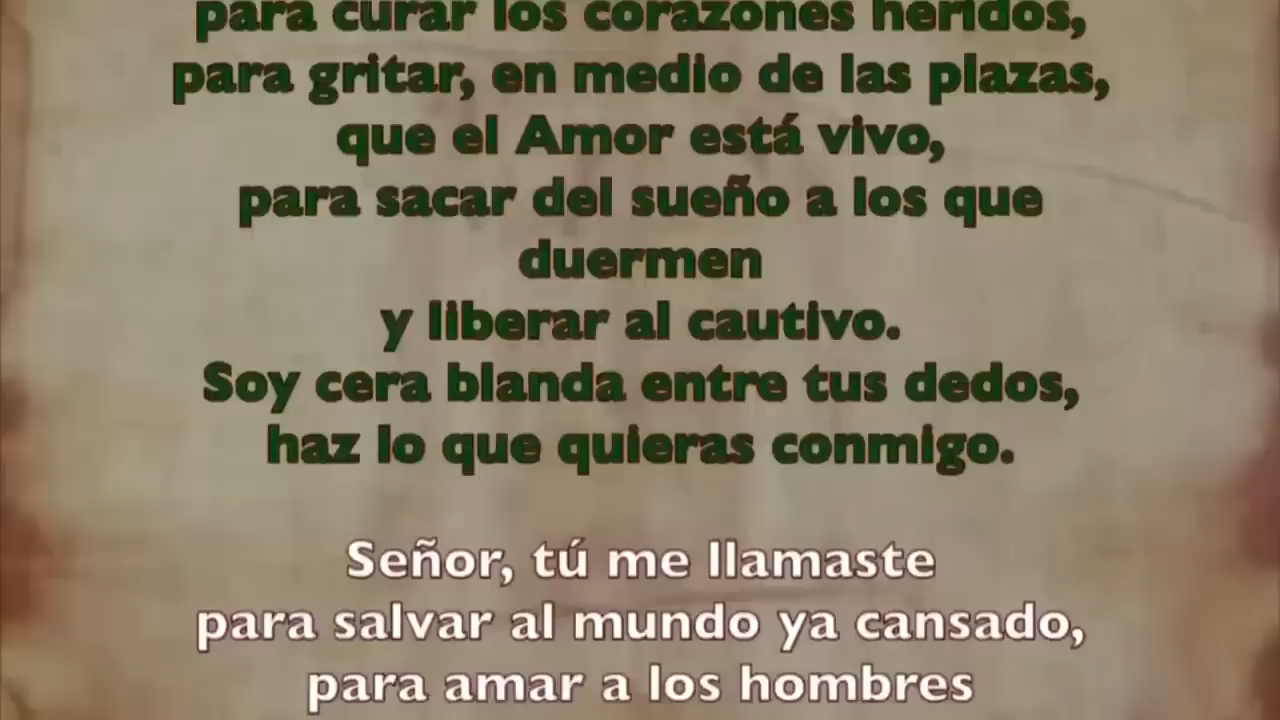 para curar los corazones heridos,
para gritar, en medio de las plazas,
que el Amor está vivo,
para sacar del sueño a los que
duermen
y liberar al cautivo.
Soy cera blanda entre tus dedos,
haz lo que quieras conmigo.
Señor, tú me llamaste
para salvar al mundo ya cansado,
para amar a los hombres